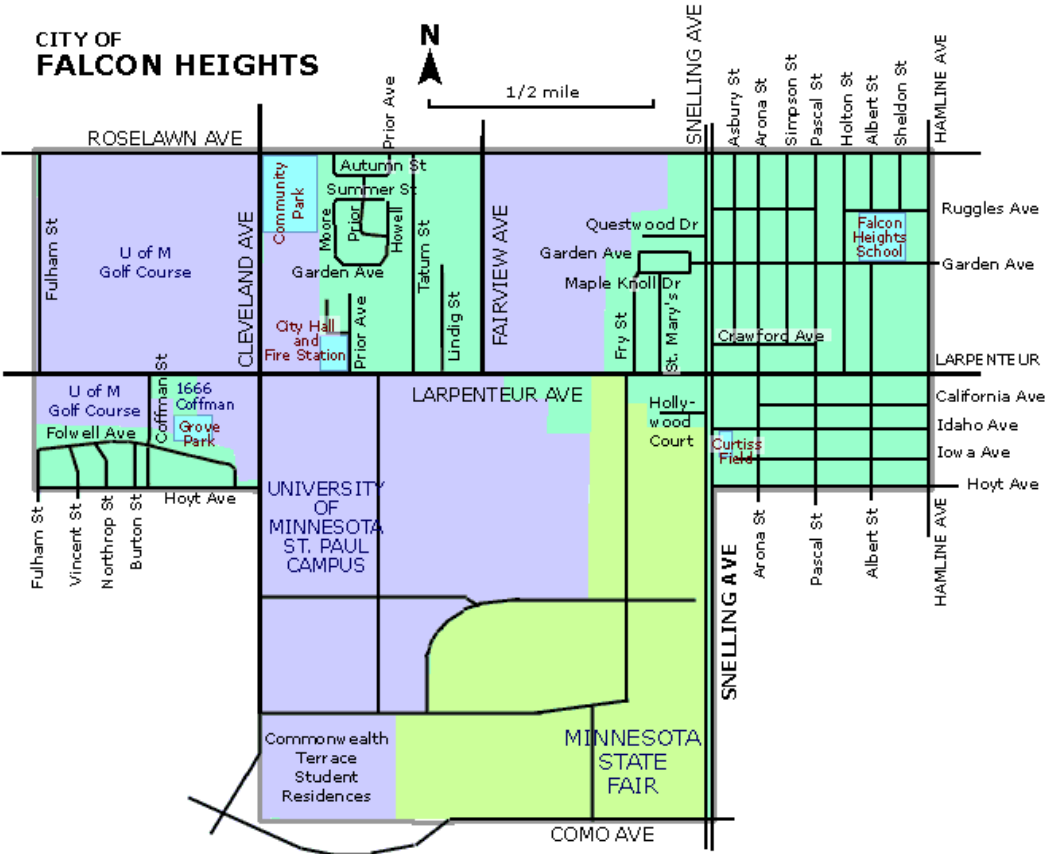 CITY OF
FALCON HEIGHTS
N
1/2 mile
ROSELAWN AVE
Prior Ave
SNELLING AVE
Asbury St
Arona St
Simpson St
Pascal St
Holton St
Albert St
Sheldon St
HAMLINE AVE
Community
Park
Autumn St
Summer St
Moore
Prior
Howell
Garden Ave
Tatum St
Lindig St
FAIRVIEW AVE
CLEVELAND AVE
Fulham St
U of M
Golf Course
City Hall
and
Fire Station
Prior Ave
Questwood Dr
Garden Ave
Maple Knoll Dr
Fry St
St. Mary's
Ruggles Ave
Falcon
Heights
School
Garden Ave
Crawford Ave
LARPENTEUR
LARPENTEUR AVE
U of M
Golf Course
Coffman St
1666
Coffman
Grove
Park
Folwell Ave
Hoyt Ave
Fulham St
Vincent St
Northrop St
Burton St
Holly-
wood
Court
Curtiss
Field
California Ave
Idaho Ave
Iowa Ave
Hoyt Ave
Arona St
Pascal St
Albert St
HAMLINE AVE
UNIVERSITY
OF
MINNESOTA
ST. PAUL
CAMPUS
SNELLING AVE
Commonwealth
Terrace
Student
Residences
MINNESOTA
STATE
FAIR
COMO AVE